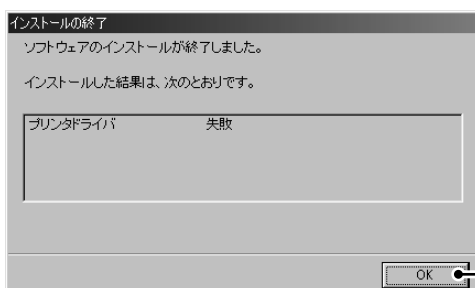 インストールの終了
ソフトウェアのインストールが終了しました。
インストールした結果は、次のとおりです。
プリンタドライバ 失敗
OK